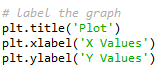 # label the graph
plt.title('Plot')
plt.xlabel('X Values')
plt.ylabel('Y Values')